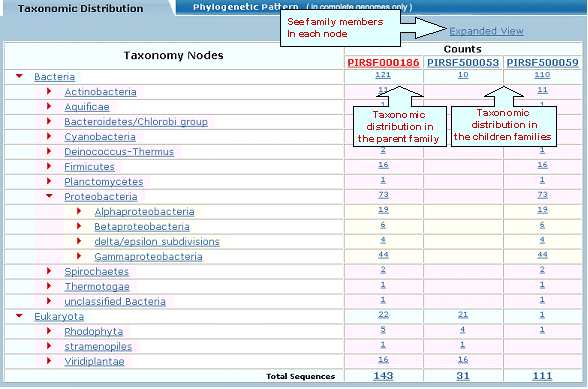 Taxonomic Distribution
Phylogenetic Pattern ( in complete genomes only )
See family members
In each node
Expanded View
Taxonomy Nodes
Counts
PIRSF000186 PIRSF500053 PIRSF500059
Bacteria 121 10 110
Actinobacteria 11 11
Aquificae 1 1
Bacteroidetes/Chlorobi group
Cyanobacteria
Deinococcus-Thermus 2 1
Firmicutes 16 16
Planctomycetes 1 1
Proteobacteria 73 73
Alphaproteobacteria 19 19
Betaproteobacteria 6 6
delta/epsilon subdivisions 4 4
Gammaproteobacteria 44 44
Spirochaetes 2 2
Thermotogae 1 1
unclassified Bacteria 1 1
Eukaryota 22 21 1
Rhodophyta 5 4 1
stramenopiles 1 1
Viridiplantae 16 16
Total Sequences 143 31 111
Taxonomic
distribution in
the parent family
Taxonomic
distribution in
the children families